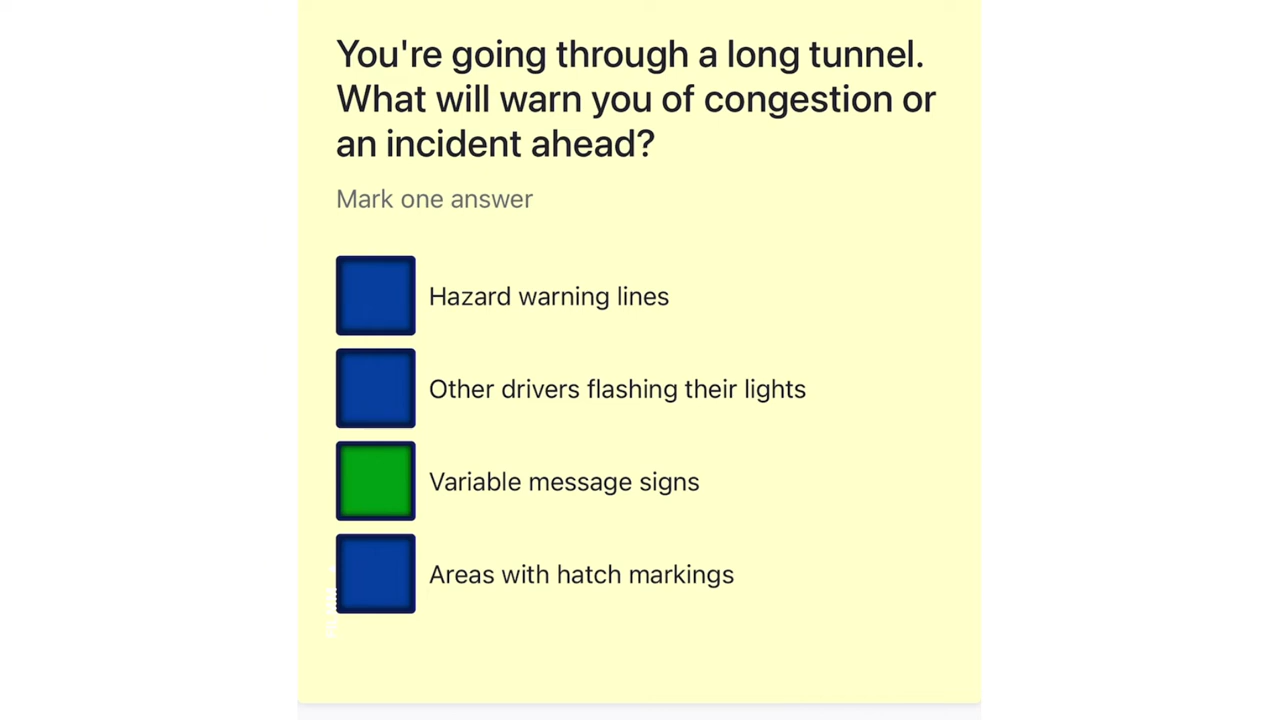 You're going through a long tunnel.
What will warn you of congestion or
an incident ahead?
Mark one answer
Hazard warning lines
Other drivers flashing their lights
Variable message signs
Areas with hatch markings